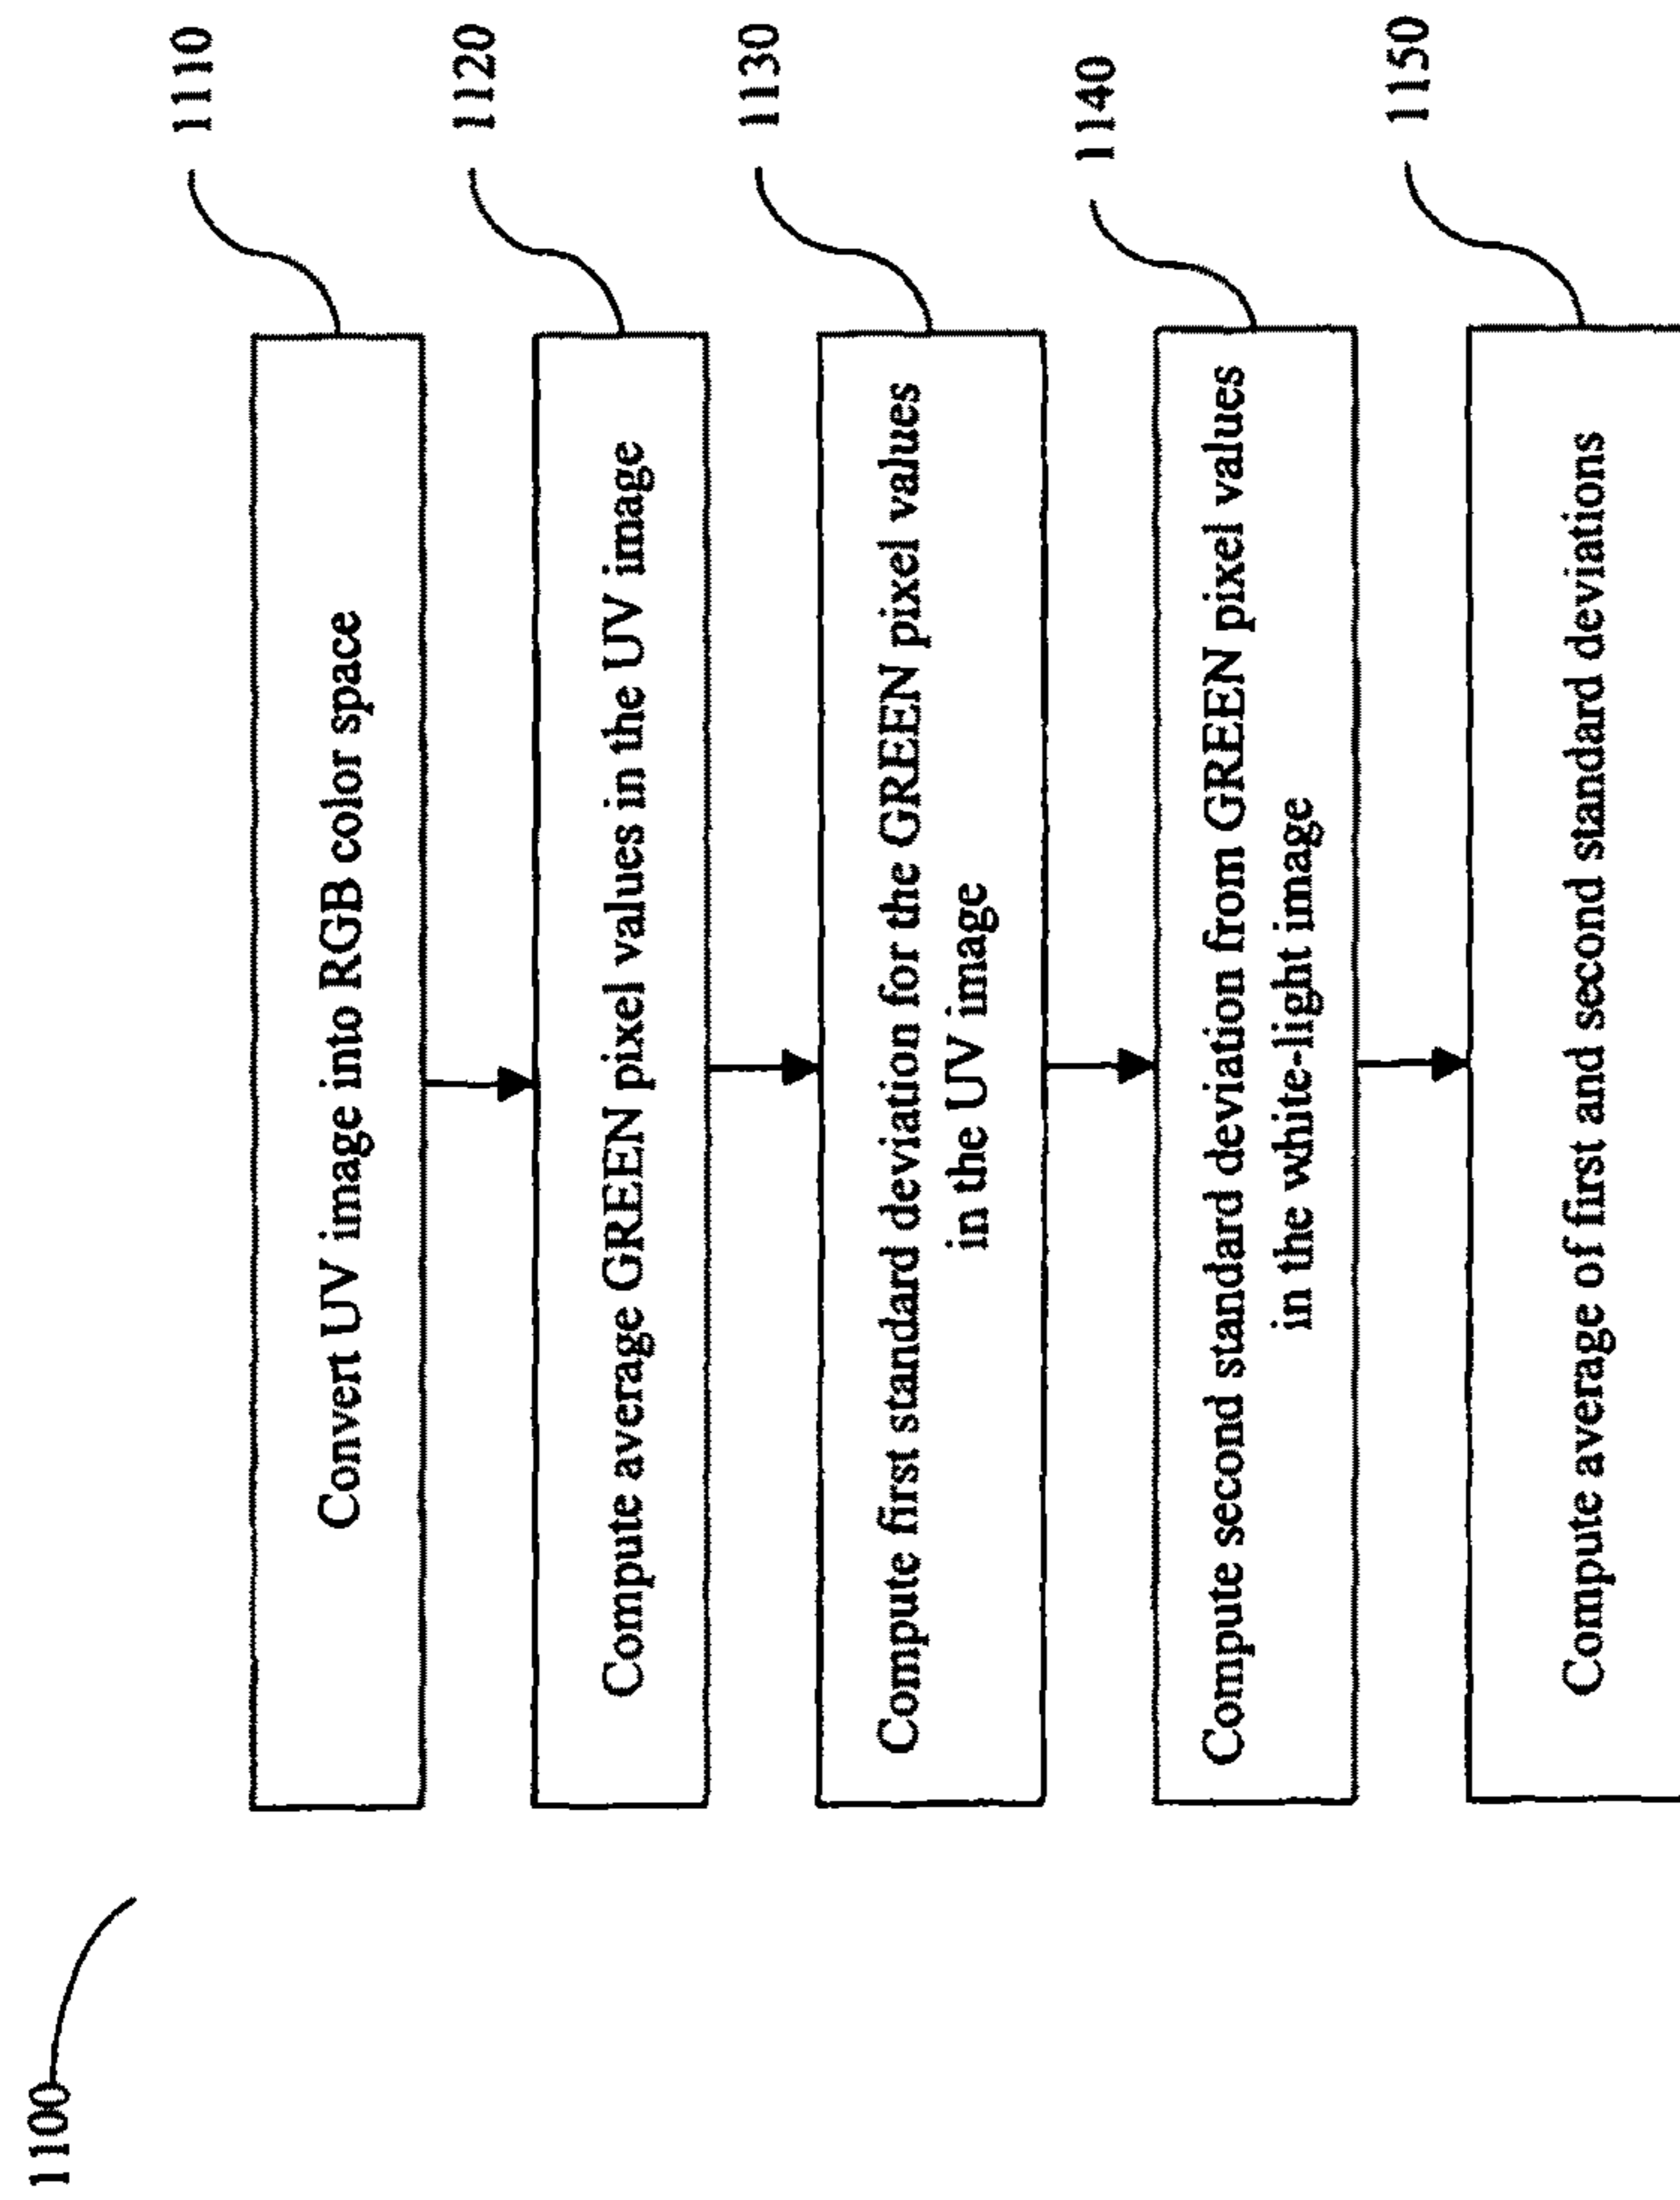 1100
1110
Convert UV image into RGB color space
1120
Compute average GREEN pixel values in the UV image
1130
Compute first standard deviation for the GREEN pixel values
in the UV image
1140
Compute second standard deviation from GREEN pixel values
in the white-light image
1150
Compute average of first and second standard deviations